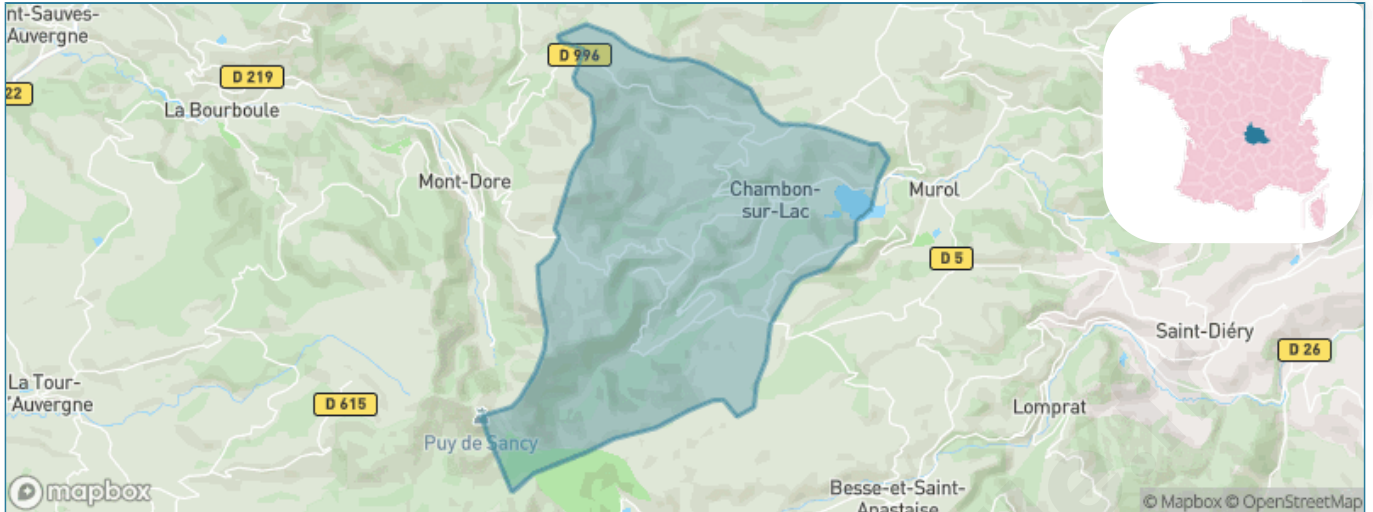 nt-Sauves-
Auvergne
D 996
D 219
22
La Bourboule
Mont-Dore
Chambon-
sur-Lac
Murol
D 5
Saint-Diéry
D 26
La Tour-
'Auvergne
D 615
Lomprat
Puy de Sancy
Besse-et-Saint-
Anastaise
mapbox
© Mapbox © OpenStreetMap